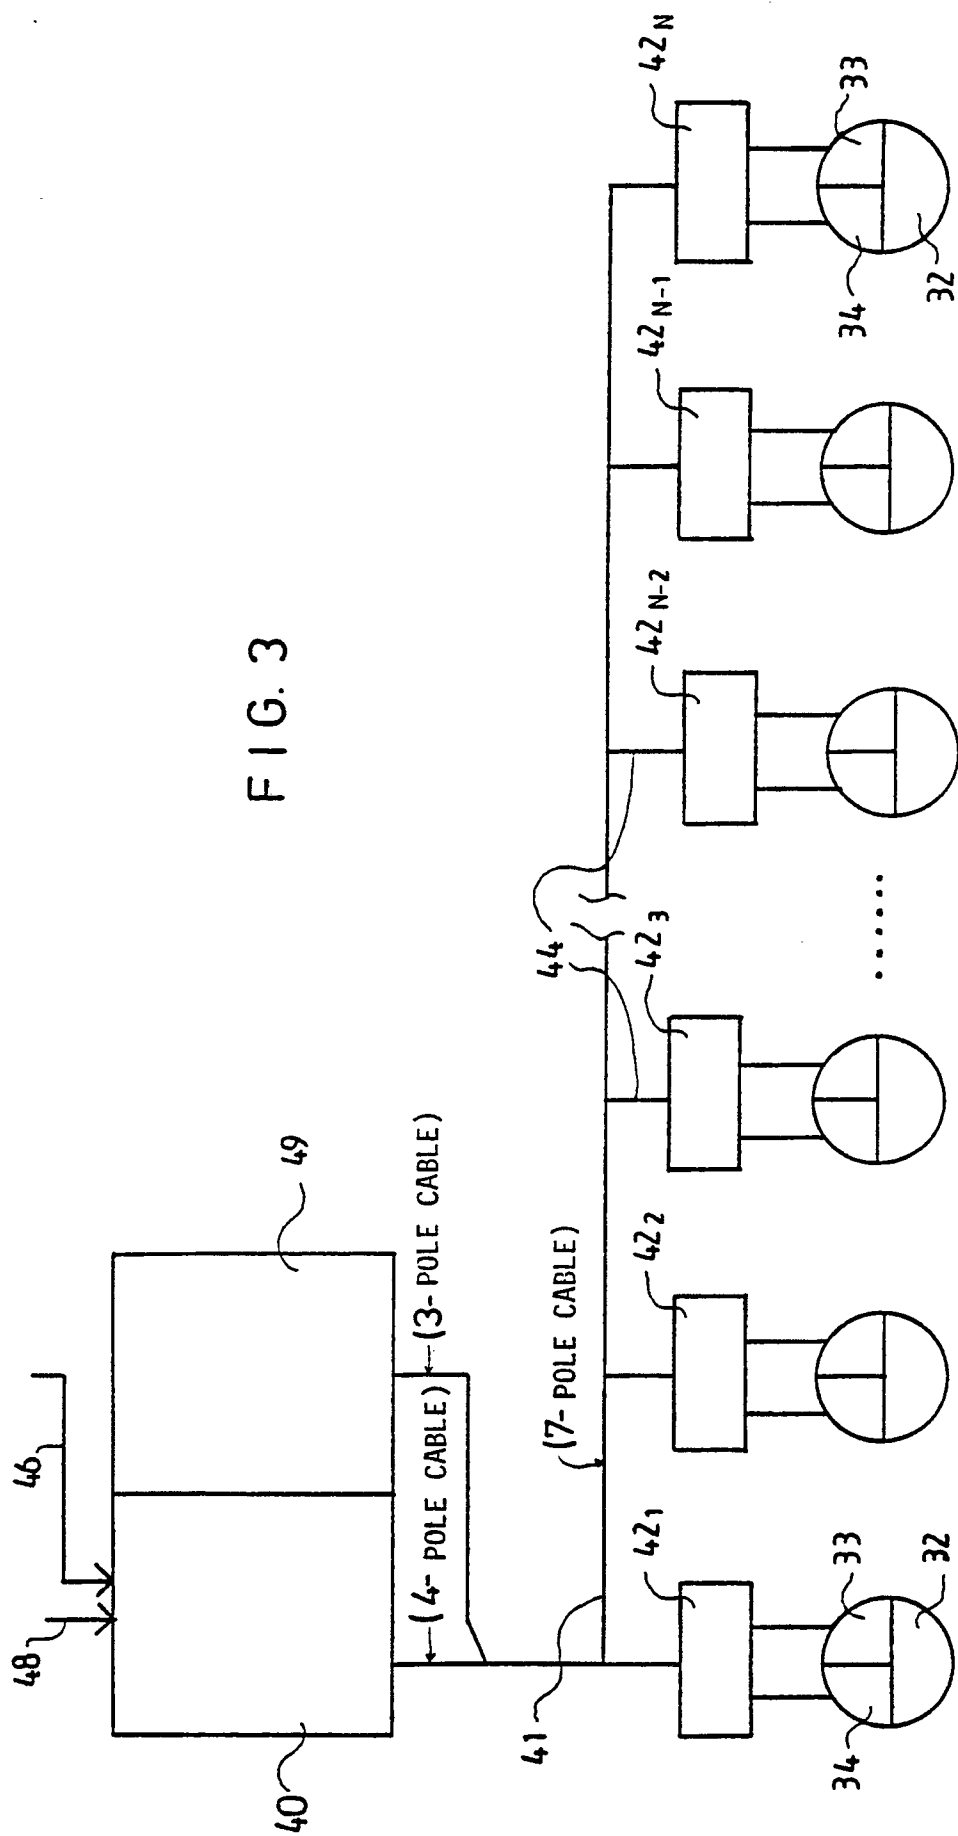 FIG. 3
48
46
40
49
(4-POLE CABLE)
(3-POLE CABLE)
41
(7-POLE CABLE)
44
42₁
42₂
42₃
42N-2
42N-1
42N
34
33
32
......
34
33
32